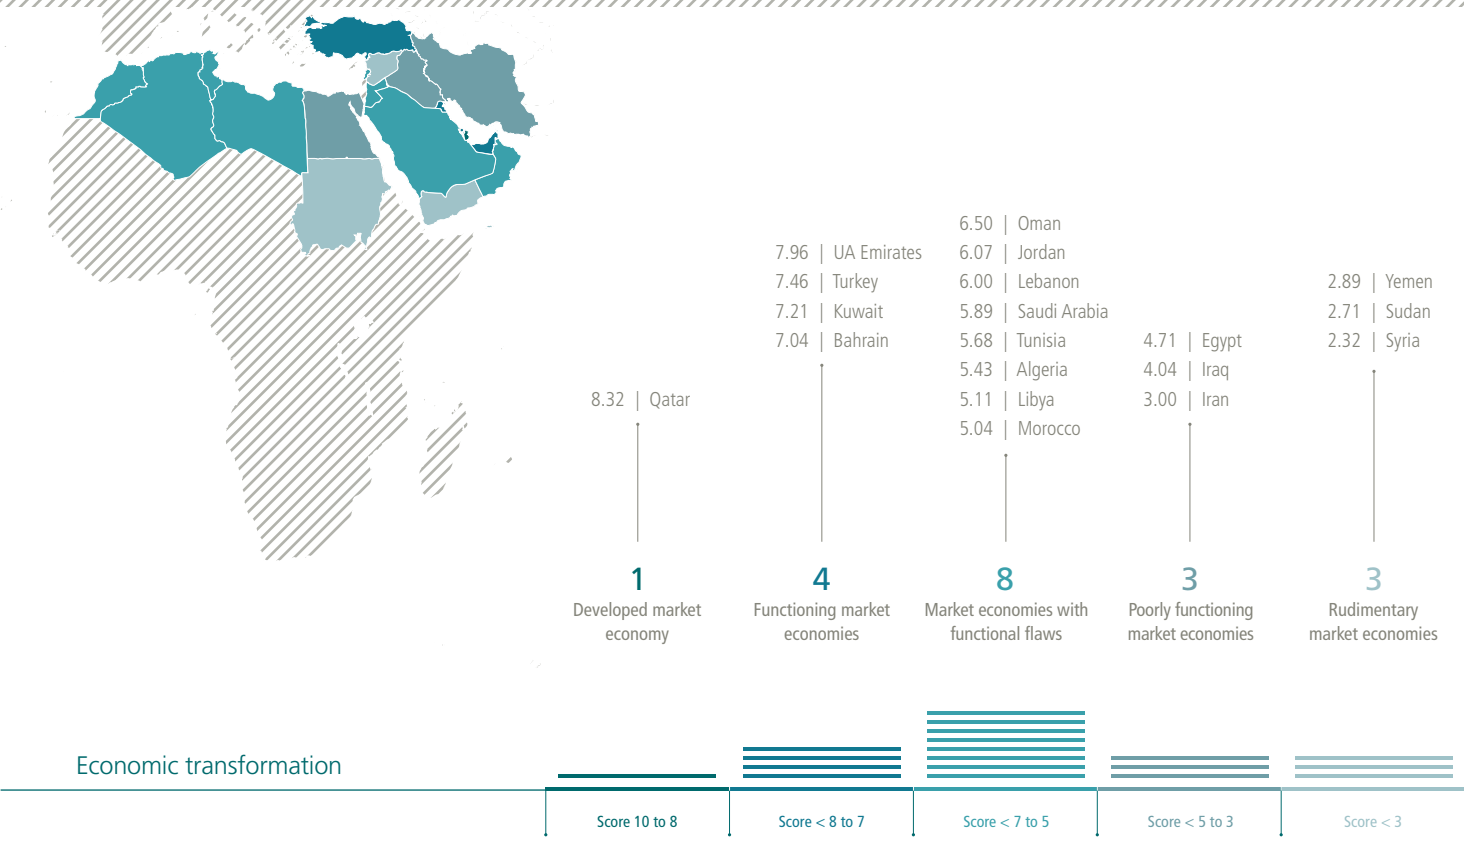 8.32 | Qatar
1
Developed market
economy
7.96 | UA Emirates
7.46 | Turkey
7.21 | Kuwait
7.04 | Bahrain
4
Functioning market
economies
6.50 | Oman
6.07 | Jordan
6.00 | Lebanon
5.89 | Saudi Arabia
5.68 | Tunisia
5.43 | Algeria
5.11 | Libya
5.04 | Morocco
8
Market economies with
functional flaws
4.71 | Egypt
4.04 | Iraq
3.00 | Iran
3
Poorly functioning
market economies
2.89 | Yemen
2.71 | Sudan
2.32 | Syria
3
Rudimentary
market economies
Economic transformation
Score 10 to 8
Score < 8 to 7
Score < 7 to 5
Score < 5 to 3
Score < 3